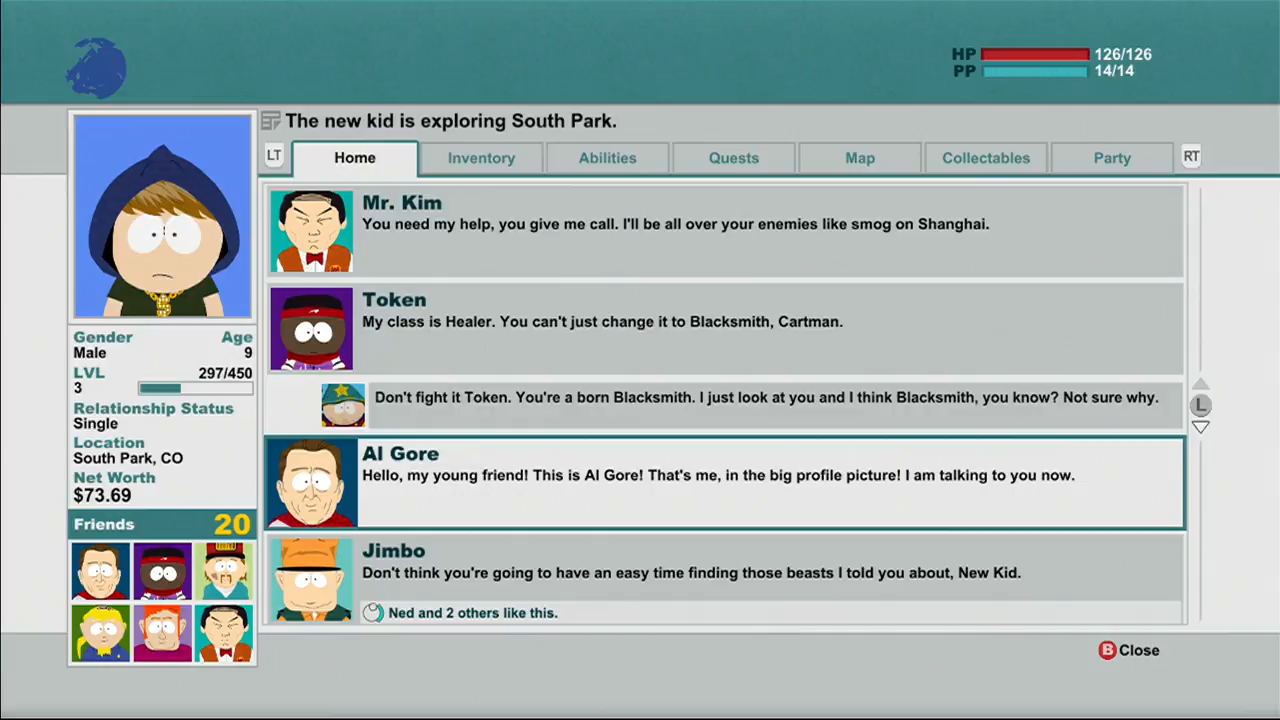 HP 126/126
PP 14/14
The new kid is exploring South Park.
LT Home Inventory Abilities Quests Map Collectables Party RT
Gender Age
Male 9
LVL 297/450
3
Relationship Status
Single
Location
South Park, CO
Net Worth
$73.69
Friends 20
Mr. Kim
You need my help, you give me call. I'll be all over your enemies like smog on Shanghai.
Token
My class is Healer. You can't just change it to Blacksmith, Cartman.
Don't fight it Token. You're a born Blacksmith. I just look at you and I think Blacksmith, you know? Not sure why.
Al Gore
Hello, my young friend! This is Al Gore! That's me, in the big profile picture! I am talking to you now.
Jimbo
Don't think you're going to have an easy time finding those beasts I told you about, New Kid.
Ned and 2 others like this.
L
B Close